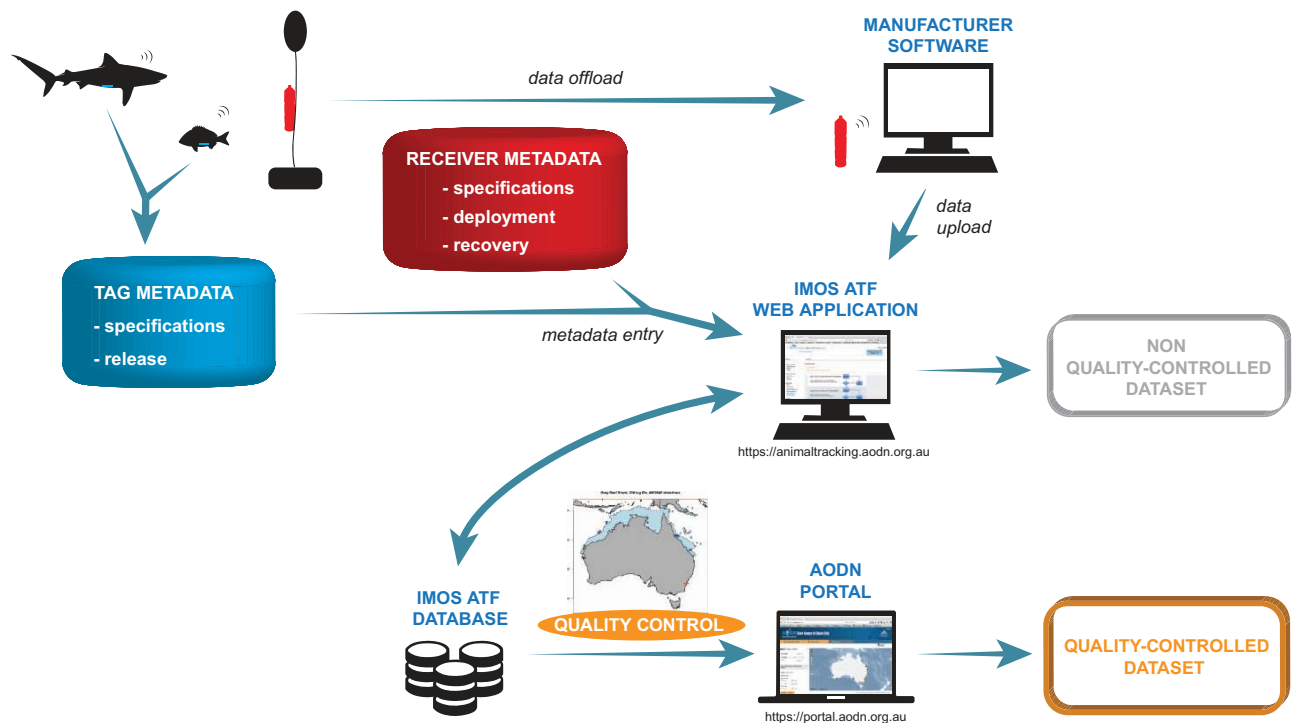 MANUFACTURER
SOFTWARE
data offload
RECEIVER METADATA
- specifications
- deployment
- recovery
data
upload
TAG METADATA
- specifications
- release
metadata entry
IMOS ATF
WEB APPLICATION
https://animaltracking.aodn.org.au
NON
QUALITY-CONTROLLED
DATASET
IMOS ATF
DATABASE
QUALITY CONTROL
AODN
PORTAL
https://portal.aodn.org.au
QUALITY-CONTROLLED
DATASET